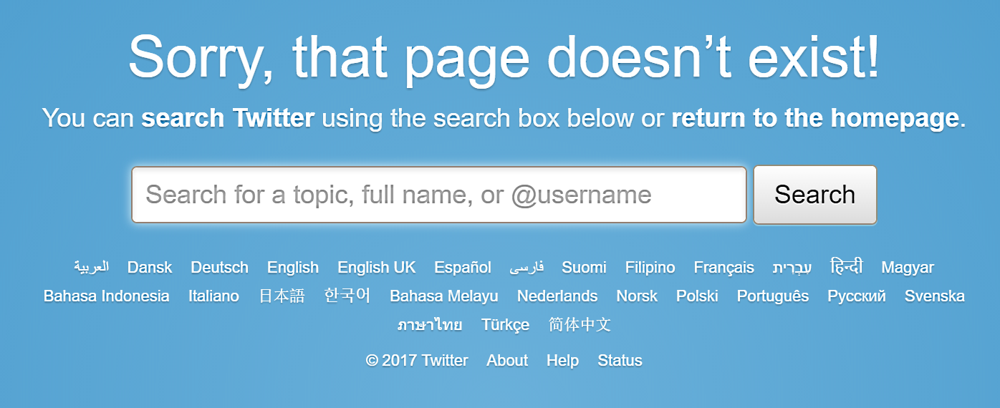 Sorry, that page doesn’t exist!
You can search Twitter using the search box below or return to the homepage.
Search for a topic, full name, or @username Search
العربية Dansk Deutsch English English UK Español فارسی Suomi Filipino Français עִבְרִית हिन्दी Magyar
Bahasa Indonesia Italiano 日本語 한국어 Bahasa Melayu Nederlands Norsk Polski Português Русский Svenska
ภาษาไทย Türkçe 简体中文
© 2017 Twitter About Help Status